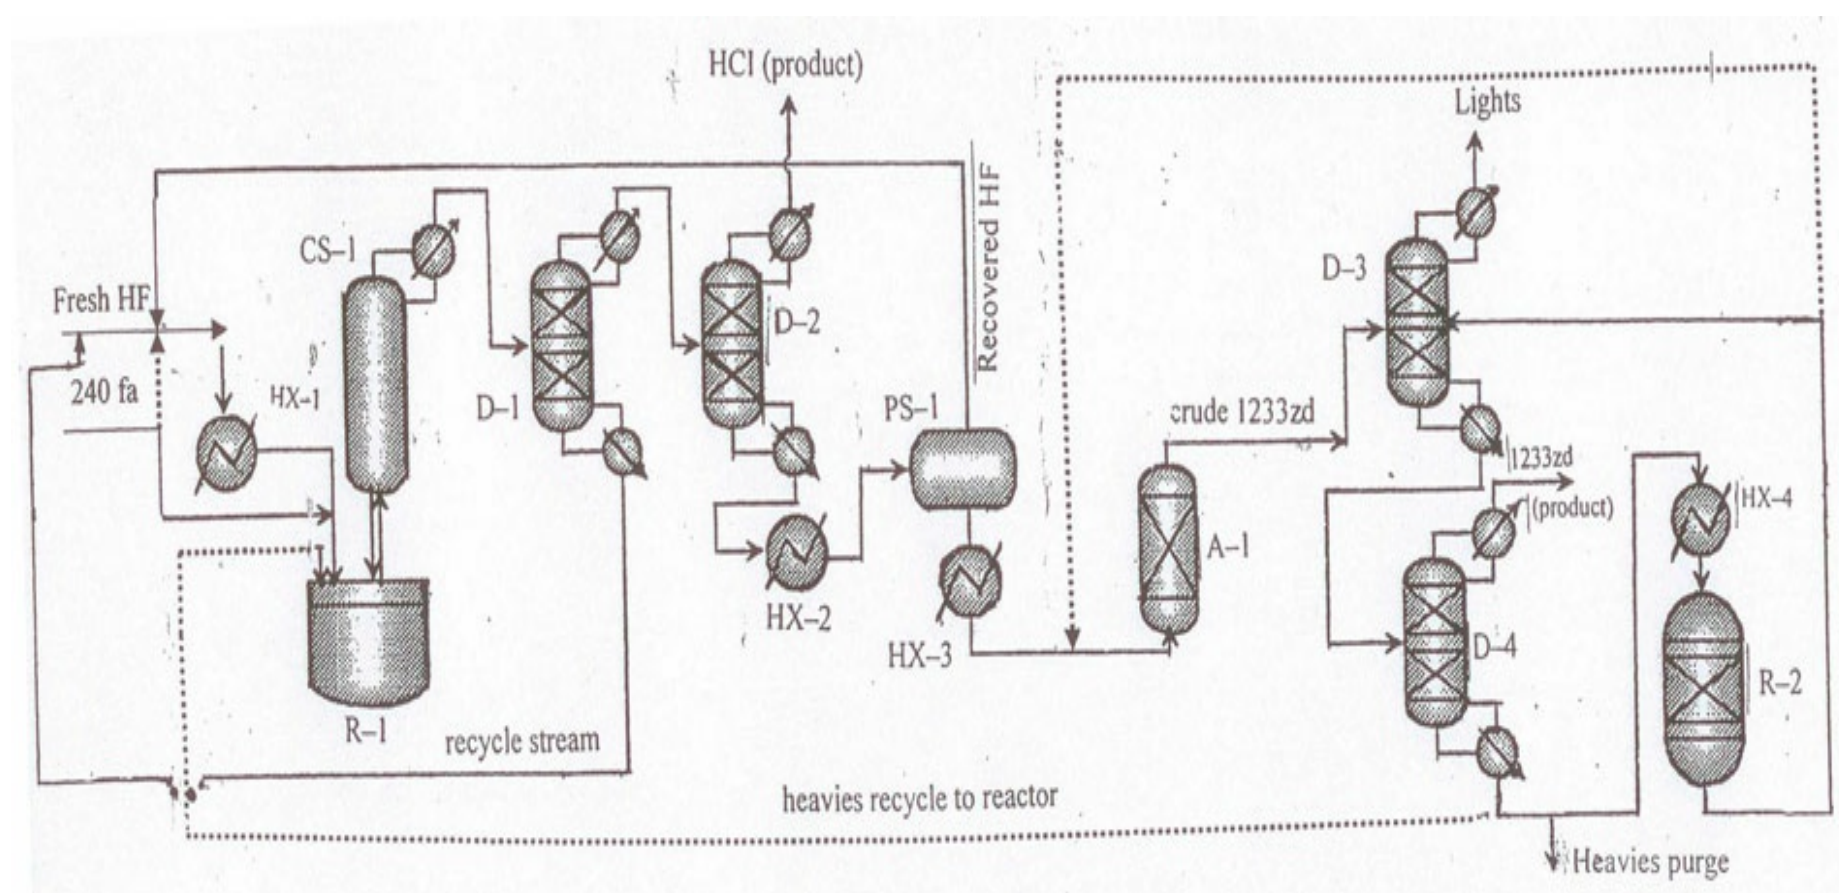 HCl (product)
Lights
CS-1
Recovered HF
D-3
Fresh HF
D-2
240 fa
HX-1
D-1
PS-1
crude 1233zd
1233zd
(product)
HX-4
A-1
HX-2
D-4
HX-3
R-2
R-1
recycle stream
heavies recycle to reactor
Heavies purge